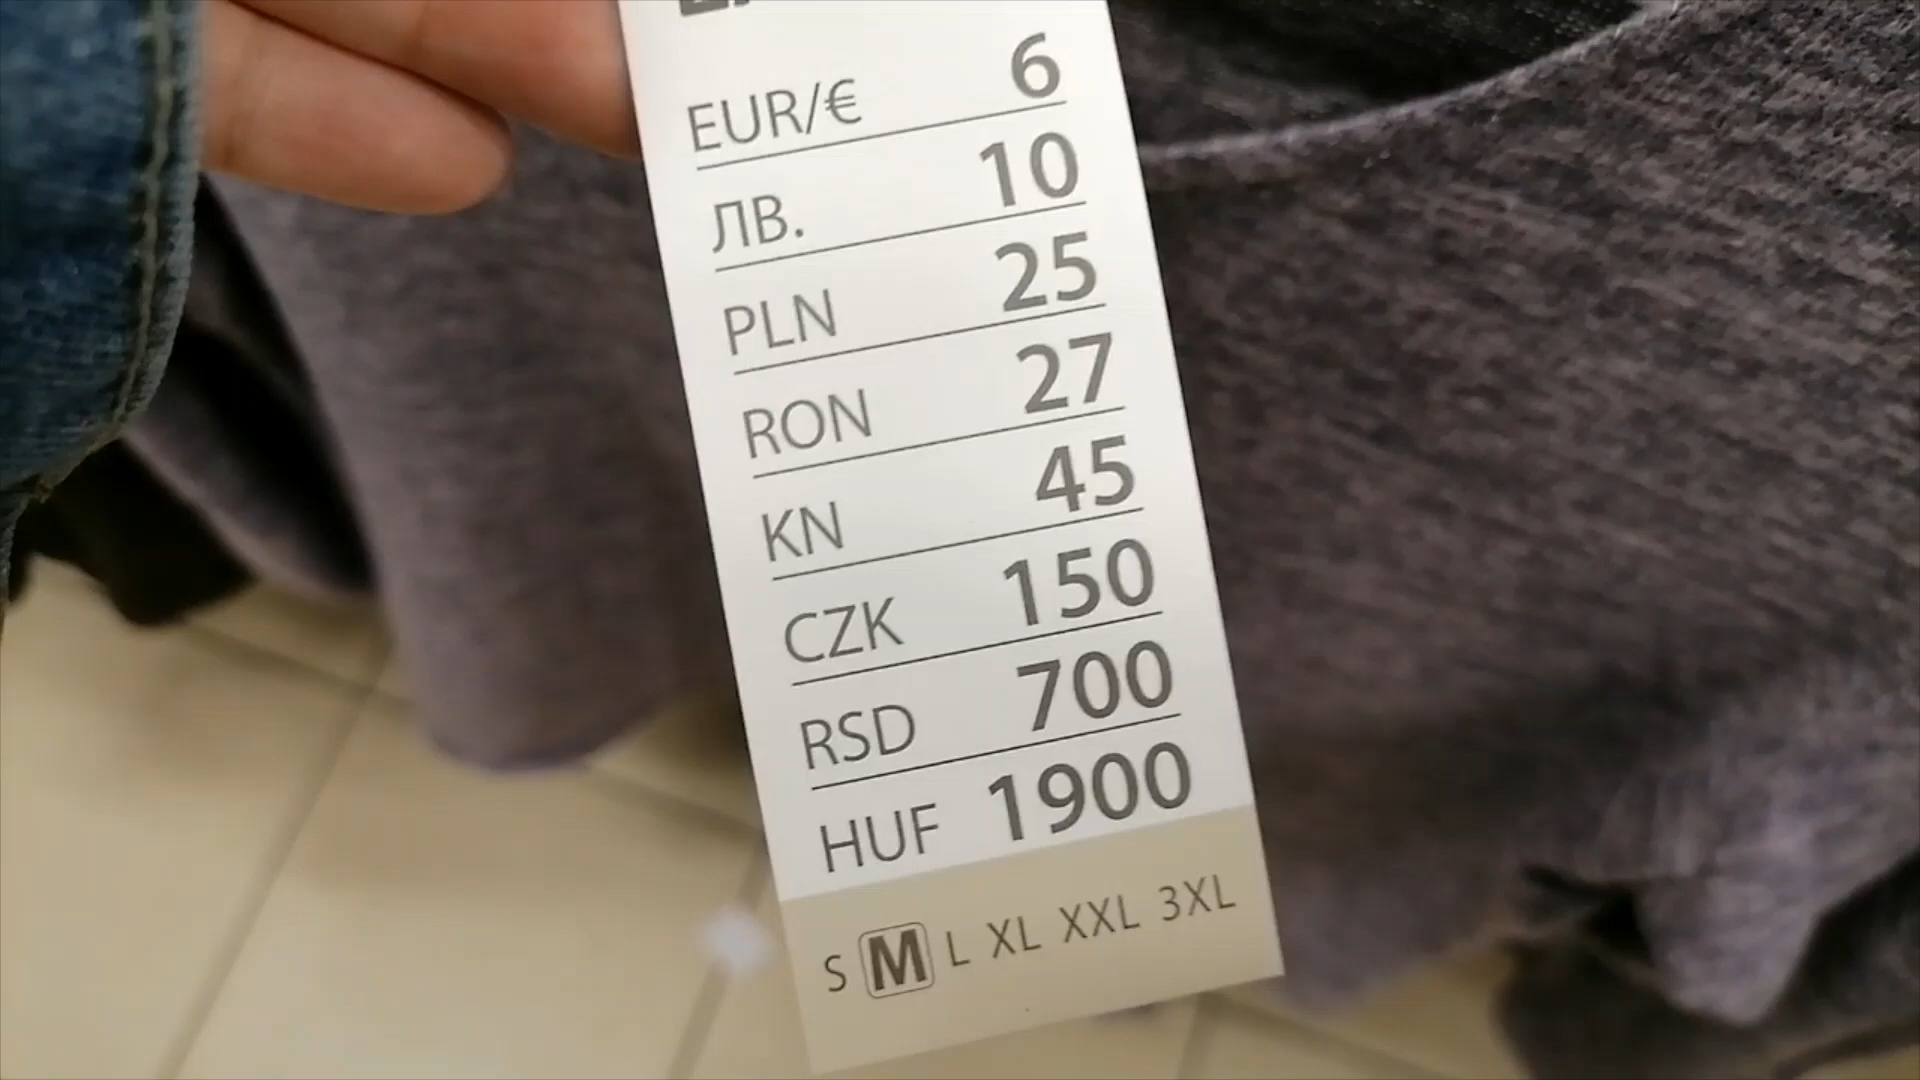 EUR/€ 6
ЛВ. 10
PLN 25
RON 27
KN 45
CZK 150
RSD 700
HUF 1900
S M L XL XXL 3XL